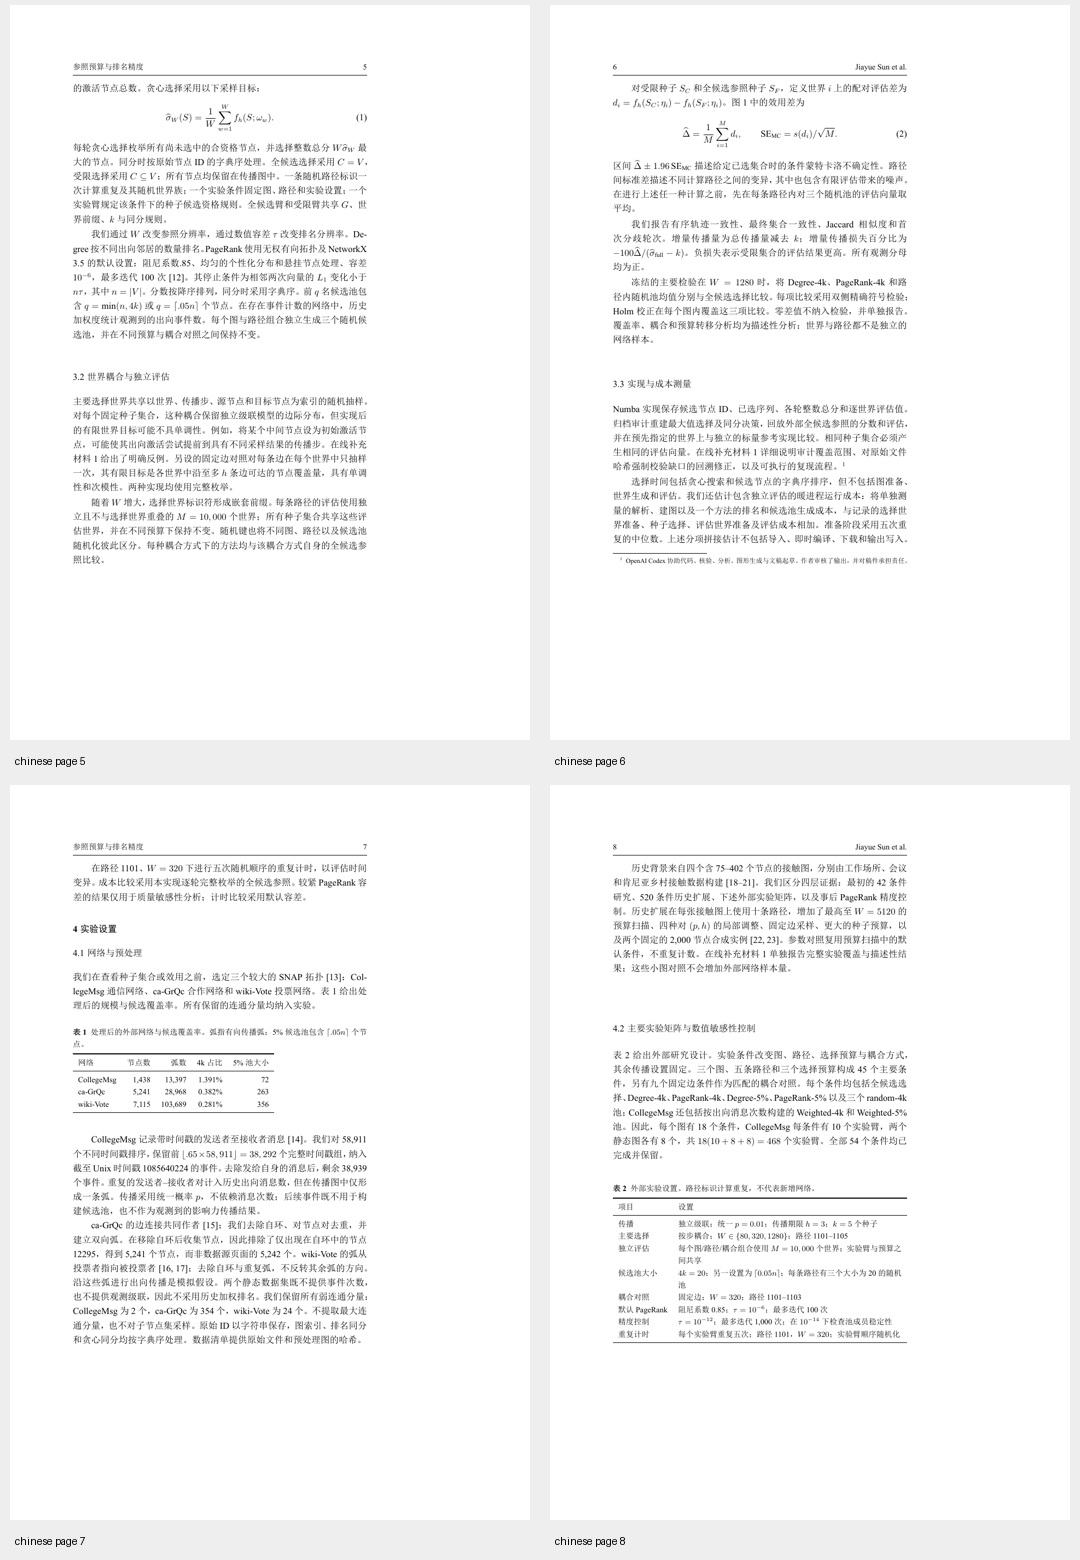 参照预算与排名精度 5
的激活节点总数。贪心选择采用以下采样目标：
σ̂_W(S) = 1/W ∑_{w=1}^{W} f_h(S; ω_w). (1)
每轮贪心选择枚举所有尚未选中的合资格节点，并选择整数总分 Wσ̂_W 最
大的节点。同分时按原始节点 ID 的字典序处理。全候选选择采用 C = V，
受限选择采用 C ⊆ V；所有节点均保留在传播图中。一条随机路径标识一
次计算重复及其随机世界族；一个实验条件固定图、路径和实验设置；一个
实验臂规定该条件下的种子候选资格规则。全候选臂和受限臂共享 G、世
界前缀、k 与同分规则。
我们通过 W 改变参照分辨率，通过数值容差 τ 改变排名分辨率。De-
gree 按不同出向邻居的数量排名。PageRank 使用无权有向拓扑及 NetworkX
3.5 的默认设置：阻尼系数.85、均匀的个性化分布和悬挂节点处理、容差
10⁻⁶，最多迭代 100 次 [12]。其停止条件为相邻两次向量的 L₁ 变化小于
nτ，其中 n = |V|。分数按降序排列，同分时采用字典序。前 q 名候选池包
含 q = min(n, 4k) 或 q = ⌈.05n⌉ 个节点。在存在事件计数的网络中，历史
加权度统计观测到的出向事件数。每个图与路径组合独立生成三个随机候
选池，并在不同预算与耦合对照之间保持不变。
3.2 世界耦合与独立评估
主要选择世界共享以世界、传播步、源节点和目标节点为索引的随机抽样。
对每个固定种子集合，这种耦合保留独立级联模型的边际分布，但实现后
的有限世界目标可能不具单调性。例如，将某个中间节点设为初始激活节
点，可能使其出向激活尝试提前到具有不同采样结果的传播步。在线补充
材料 1 给出了明确反例。另设的固定边对照对每条边在每个世界中只抽样
一次，其有限目标是各世界中沿至多 h 条边可达的节点覆盖量，具有单调
性和次模性。两种实现均使用完整枚举。
随着 W 增大，选择世界标识符形成嵌套前缀。每条路径的评估使用独
立且不与选择世界重叠的 M = 10,000 个世界；所有种子集合共享这些评
估世界，并在不同预算下保持不变。随机键也将不同图、路径以及候选池
随机化彼此区分。每种耦合方式下的方法均与该耦合方式自身的全候选参
照比较。
chinese page 5
6 Jiayue Sun et al.
对受限种子 S_C 和全候选参照种子 S_F，定义世界 i 上的配对评估差为
d_i = f_h(S_C; η_i) − f_h(S_F; η_i)。图 1 中的效用差为
Δ̂ = 1/M ∑_{i=1}^{M} d_i, SE_MC = s(d_i)/√M. (2)
区间 Δ̂ ± 1.96 SE_MC 描述给定已选集合时的条件蒙特卡洛不确定性。路径
间标准差描述不同计算路径之间的变异，其中也包含有限评估带来的噪声。
在进行上述任一种计算之前，先在每条路径内对三个随机池的评估向量取
平均。
我们报告有序轨迹一致性、最终集合一致性、Jaccard 相似度和首
次分歧轮次。增量传播量为总传播量减去 k；增量传播损失百分比为
−100Δ̂/(σ̂_full − k)。负损失表示受限集合的评估结果更高。所有观测分母
均为正。
冻结的主要检验在 W = 1280 时，将 Degree-4k、PageRank-4k 和路
径内随机池均值分别与全候选选择比较。每项比较采用双侧精确符号检验；
Holm 校正在每个图内覆盖这三项比较。零差值不纳入检验，并单独报告。
覆盖率、耦合和预算转移分析均为描述性分析；世界与路径都不是独立的
网络样本。
3.3 实现与成本测量
Numba 实现保存候选节点 ID、已选序列、各轮整数总分和逐世界评估值。
归档审计重建最大值选择及同分决策，回放外部全候选参照的分数和评估，
并在预先指定的世界上与独立的标量参考实现比较。相同种子集合必须产
生相同的评估向量。在线补充材料 1 详细说明审计覆盖范围、对原始文件
哈希强制校验缺口的回溯修正，以及可执行的复现流程。¹
选择时间包括贪心搜索和候选节点的字典序排序，但不包括图准备、
世界生成和评估。我们还估计包含独立评估的暖进程运行成本：将单独测
量的解析、建图以及一个方法的排名和候选池生成成本，与记录的选择世
界准备、种子选择、评估世界准备及评估成本相加。准备阶段采用五次重
复的中位数。上述分项拼接估计不包括导入、即时编译、下载和输出写入。
¹ OpenAI Codex 协助代码、核验、分析、图形生成与文稿起草。作者审核了输出，并对稿件承担责任。
chinese page 6
参照预算与排名精度 7
在路径 1101、W = 320 下进行五次随机顺序的重复计时，以评估时间
变异。成本比较采用本实现逐轮完整枚举的全候选参照。较紧 PageRank 容
差的结果仅用于质量敏感性分析；计时比较采用默认容差。
4 实验设置
4.1 网络与预处理
我们在查看种子集合或效用之前，选定三个较大的 SNAP 拓扑 [13]：Col-
legeMsg 通信网络、ca-GrQc 合作网络和 wiki-Vote 投票网络。表 1 给出处
理后的规模与候选覆盖率。所有保留的连通分量均纳入实验。
表 1 处理后的外部网络与候选覆盖率。弧指有向传播弧；5% 候选池包含 ⌈.05n⌉ 个节
点。
网络 节点数 弧数 4k 占比 5% 池大小
CollegeMsg 1,438 13,397 1.391% 72
ca-GrQc 5,241 28,968 0.382% 263
wiki-Vote 7,115 103,689 0.281% 356
CollegeMsg 记录带时间戳的发送者至接收者消息 [14]。我们对 58,911
个不同时间戳排序，保留前 ⌊.65×58,911⌋ = 38,292 个完整时间戳组，纳入
截至 Unix 时间戳 1085640224 的事件。去除发给自身的消息后，剩余 38,939
个事件。重复的发送者–接收者对计入历史出向消息数，但在传播图中仅形
成一条弧。传播采用统一概率 p，不依赖消息次数；后续事件既不用于构
建候选池，也不作为观测到的影响力传播结果。
ca-GrQc 的边连接共同作者 [15]；我们去除自环、对节点对去重，并
建立双向弧。在移除自环后收集节点，因此排除了仅出现在自环中的节点
12295，得到 5,241 个节点，而非数据源页面的 5,242 个。wiki-Vote 的弧从
投票者指向被投票者 [16, 17]；去除自环与重复弧，不反转其余弧的方向。
沿这些弧进行出向传播是模拟假设。两个静态数据集既不提供事件次数，
也不提供观测级联，因此不采用历史加权排名。我们保留所有弱连通分量：
CollegeMsg 为 2 个，ca-GrQc 为 354 个，wiki-Vote 为 24 个。不提取最大连
通分量，也不对子节点集采样。原始 ID 以字符串保存，图索引、排名同分
和贪心同分均按字典序处理。数据清单提供原始文件和预处理图的哈希。
chinese page 7
8 Jiayue Sun et al.
历史背景来自四个含 75–402 个节点的接触图，分别由工作场所、会议
和肯尼亚乡村接触数据构建 [18–21]。我们区分四层证据：最初的 42 条件
研究、520 条件历史扩展、下述外部实验矩阵，以及事后 PageRank 精度控
制。历史扩展在每张接触图上使用十条路径，增加了最高至 W = 5120 的
预算扫描、四种对 (p, h) 的局部调整、固定边采样、更大的种子预算，以
及两个固定的 2,000 节点合成实例 [22, 23]。参数对照复用预算扫描中的默
认条件，不重复计数。在线补充材料 1 单独报告完整实验覆盖与描述性结
果；这些小图对照不会增加外部网络样本量。
4.2 主要实验矩阵与数值敏感性控制
表 2 给出外部研究设计。实验条件改变图、路径、选择预算与耦合方式，
其余传播设置固定。三个图、五条路径和三个选择预算构成 45 个主要条
件，另有九个固定边条件作为匹配的耦合对照。每个条件均包括全候选选
择、Degree-4k、PageRank-4k、Degree-5%、PageRank-5% 以及三个 random-4k
池；CollegeMsg 还包括按出向消息次数构建的 Weighted-4k 和 Weighted-5%
池。因此，每个图有 18 个条件，CollegeMsg 每条件有 10 个实验臂，两个
静态图各有 8 个，共 18(10 + 8 + 8) = 468 个实验臂。全部 54 个条件均已
完成并保留。
表 2 外部实验设置。路径标识计算重复，不代表新增网络。
项目 设置
传播 独立级联；统一 p = 0.01；传播期限 h = 3；k = 5 个种子
主要选择 按步耦合；W ∈ {80, 320, 1280}；路径 1101–1105
独立评估 每个图/路径/耦合组合使用 M = 10,000 个世界；实验臂与预算之
间共享
候选池大小 4k = 20；另一设置为 ⌈0.05n⌉；每条路径有三个大小为 20 的随机
池
耦合对照 固定边；W = 320；路径 1101–1103
默认 PageRank 阻尼系数 0.85；τ = 10⁻⁶；最多迭代 100 次
精度控制 τ = 10⁻¹²；最多迭代 1,000 次；在 10⁻¹⁴ 下检查池成员稳定性
重复计时 每个实验臂重复五次；路径 1101，W = 320；实验臂顺序随机化
chinese page 8